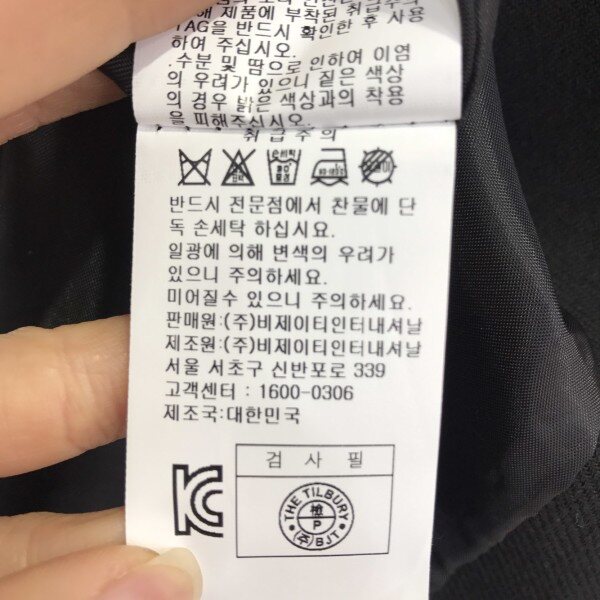 해 제품에 부착된 취급주의
TAG을 반드시 확인한 후 사용
하여 주십시오.
.수분 및 땀으로 인하여 이염
의 우려가 있으니 짙은 색상
의 경우 밝은 색상과의 착용
을 피해주십시오.
취급주의
반드시 전문점에서 찬물에 단
독 손세탁 하십시요.
일광에 의해 변색의 우려가
있으니 주의하세요.
미어질수 있으니 주의하세요.
판매원:(주)비제이티인터내셔날
제조원:(주)비제이티인터내셔날
서울 서초구 신반포로 339
고객센터 : 1600-0306
제조국:대한민국
검 사 필
THE TILBURY
檢
P
(주)BJT